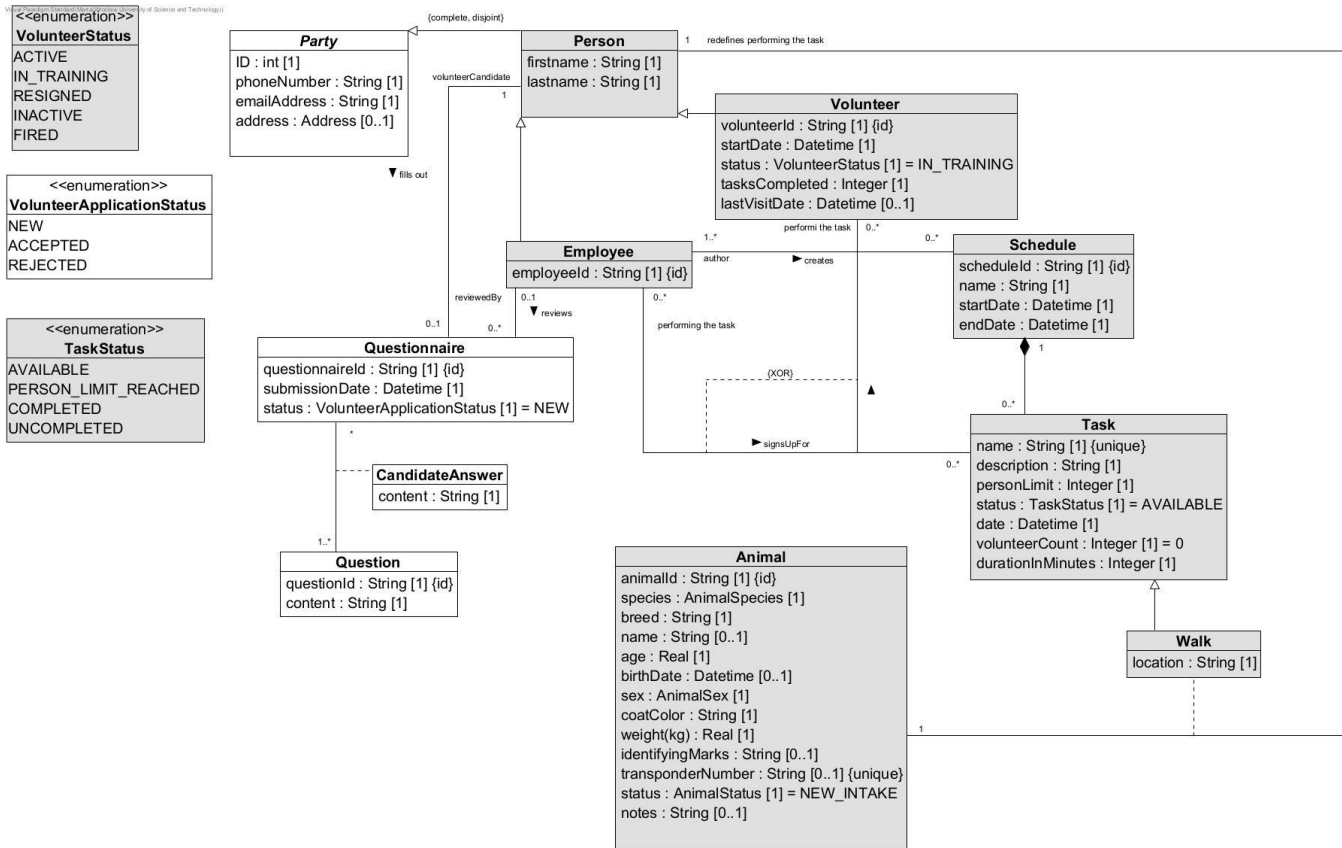 Visual Paradigm Standard(Marta(Wrocław University of Science and Technology))
<<enumeration>>
VolunteerStatus
ACTIVE
IN_TRAINING
RESIGNED
INACTIVE
FIRED
<<enumeration>>
VolunteerApplicationStatus
NEW
ACCEPTED
REJECTED
<<enumeration>>
TaskStatus
AVAILABLE
PERSON_LIMIT_REACHED
COMPLETED
UNCOMPLETED
{complete, disjoint}
Party
ID : int [1]
phoneNumber : String [1]
emailAddress : String [1]
address : Address [0..1]
Person
firstname : String [1]
lastname : String [1]
1 redefines performing the task
volunteerCandidate
1
▼ fills out
Volunteer
volunteerId : String [1] {id}
startDate : Datetime [1]
status : VolunteerStatus [1] = IN_TRAINING
tasksCompleted : Integer [1]
lastVisitDate : Datetime [0..1]
performi the task 0..*
Employee
employeeId : String [1] {id}
1..*
author
► creates
0..*
Schedule
scheduleId : String [1] {id}
name : String [1]
startDate : Datetime [1]
endDate : Datetime [1]
1
0..*
reviewedBy 0..1
▼ reviews
0..1
0..*
0..*
performing the task
{XOR}
▲
► signsUpFor
0..*
Questionnaire
questionnaireId : String [1] {id}
submissionDate : Datetime [1]
status : VolunteerApplicationStatus [1] = NEW
*
CandidateAnswer
content : String [1]
1..*
Question
questionId : String [1] {id}
content : String [1]
Task
name : String [1] {unique}
description : String [1]
personLimit : Integer [1]
status : TaskStatus [1] = AVAILABLE
date : Datetime [1]
volunteerCount : Integer [1] = 0
durationInMinutes : Integer [1]
Walk
location : String [1]
Animal
animalId : String [1] {id}
species : AnimalSpecies [1]
breed : String [1]
name : String [0..1]
age : Real [1]
birthDate : Datetime [0..1]
sex : AnimalSex [1]
coatColor : String [1]
weight(kg) : Real [1]
identifyingMarks : String [0..1]
transponderNumber : String [0..1] {unique}
status : AnimalStatus [1] = NEW_INTAKE
notes : String [0..1]
1